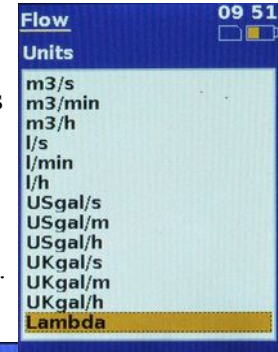 Flow
09 51
Units
m3/s
m3/min
m3/h
l/s
l/min
l/h
USgal/s
USgal/m
USgal/h
UKgal/s
UKgal/m
UKgal/h
Lambda
s
.